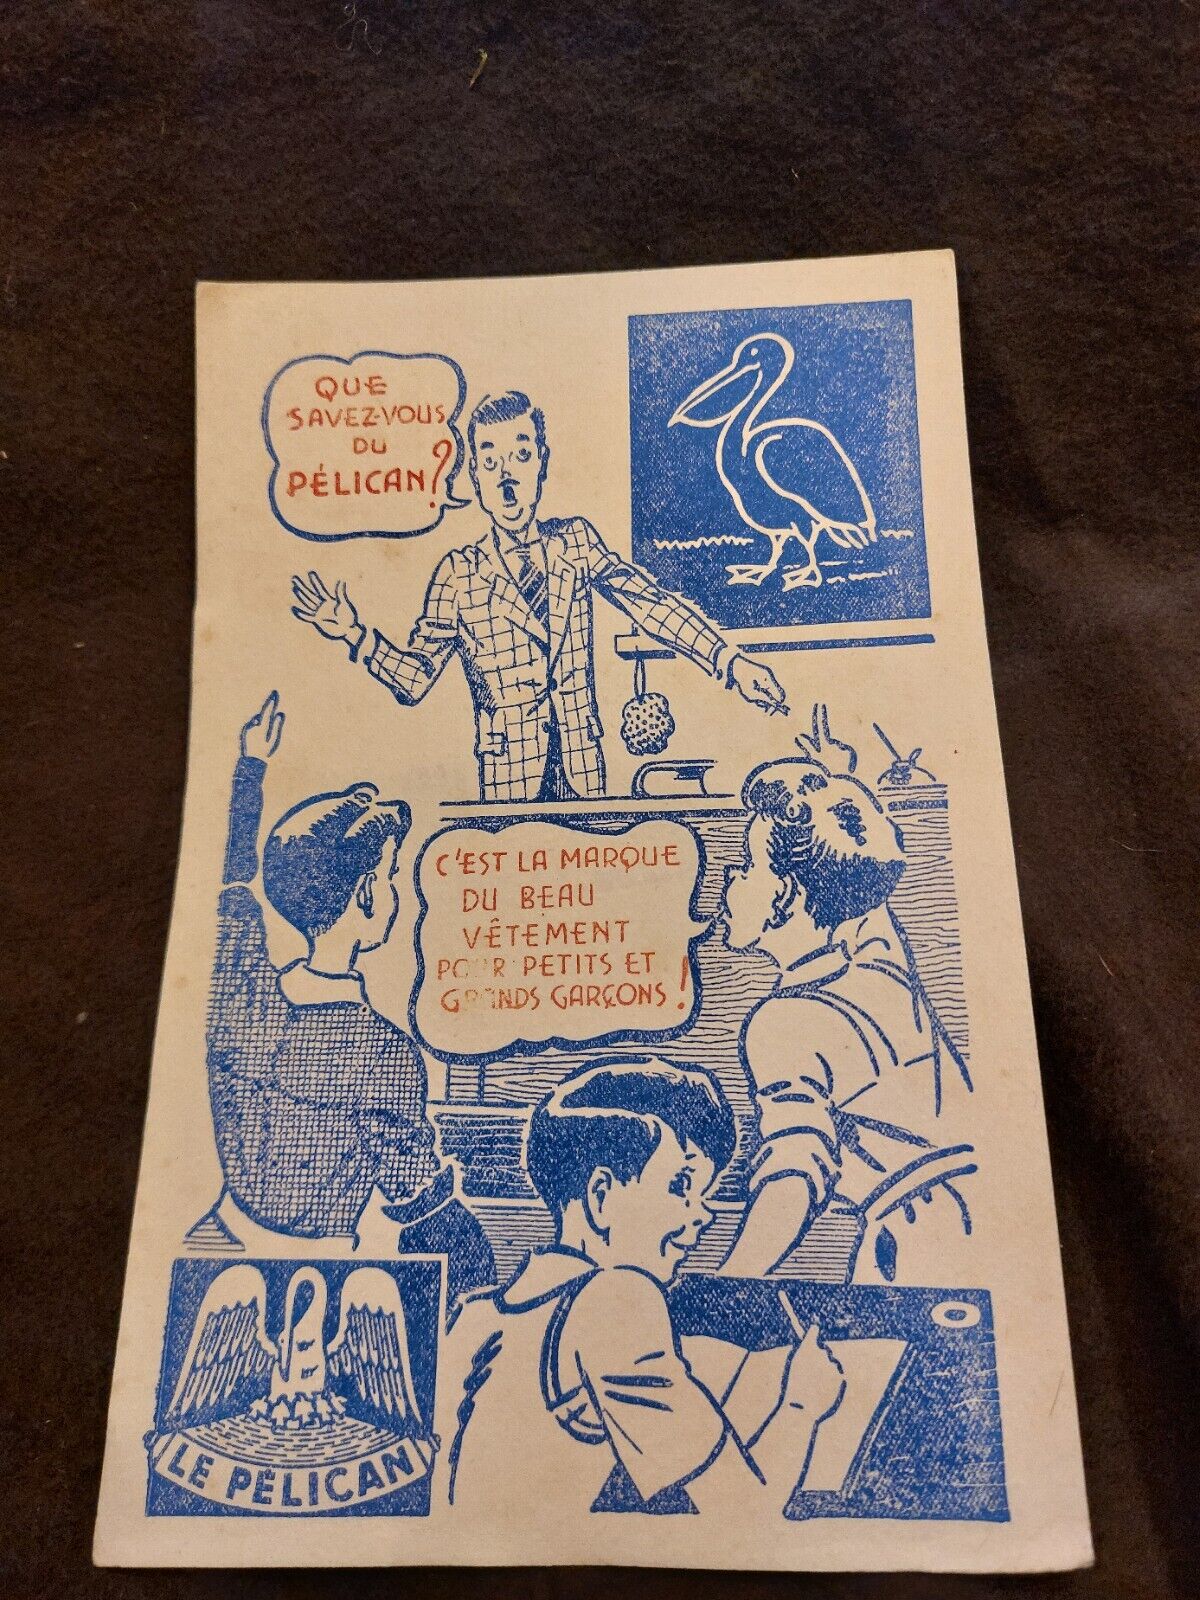 QUE
SAVEZ-VOUS
DU
PÉLICAN?
C'EST LA MARQUE
DU BEAU
VÊTEMENT
POUR PETITS ET
GRANDS GARÇONS!
LE PÉLICAN